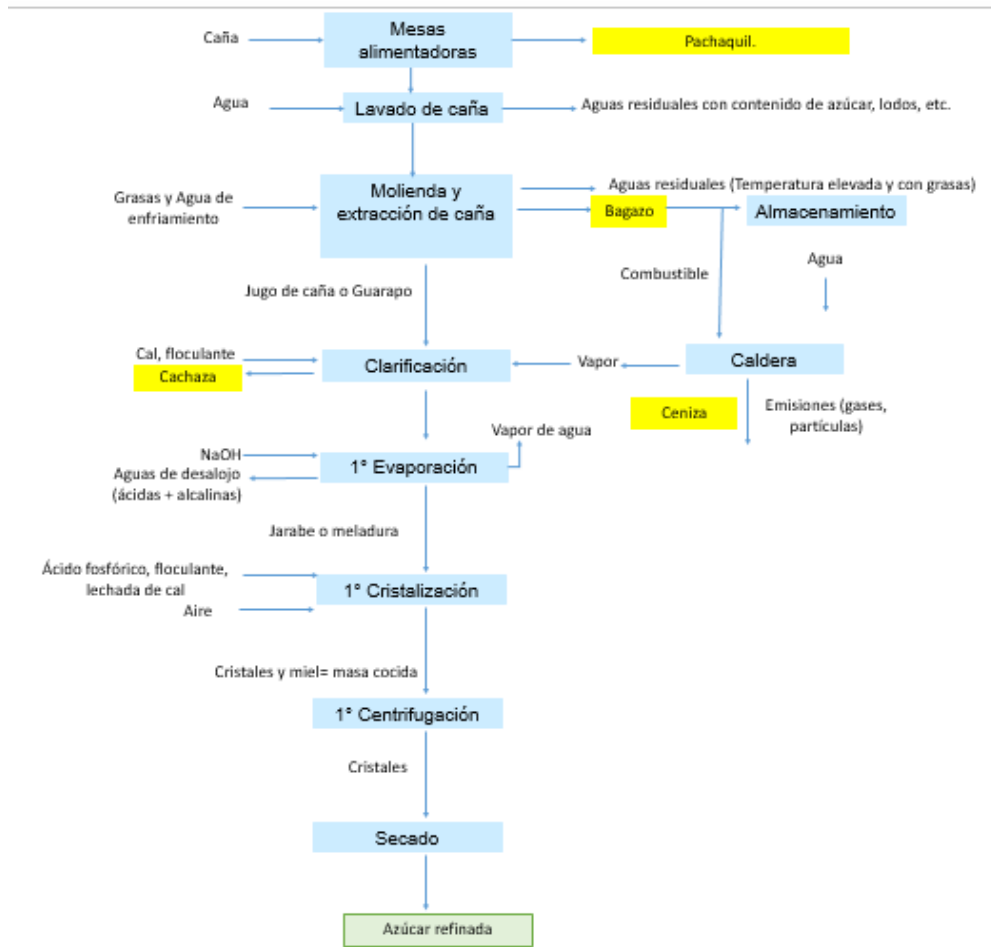 Caña
Mesas
alimentadoras
Pachaquil.
Agua
Lavado de caña
Aguas residuales con contenido de azúcar, lodos, etc.
Grasas y Agua de
enfriamiento
Molienda y
extracción de caña
Aguas residuales (Temperatura elevada y con grasas)
Bagazo
Almacenamiento
Combustible
Agua
Jugo de caña o Guarapo
Cal, floculante
Cachaza
Clarificación
Vapor
Caldera
Ceniza
Emisiones (gases,
partículas)
Vapor de agua
NaOH
Aguas de desalojo
(ácidas + alcalinas)
1° Evaporación
Jarabe o meladura
Ácido fosfórico, floculante,
lechada de cal
Aire
1° Cristalización
Cristales y miel= masa cocida
1° Centrifugación
Cristales
Secado
Azúcar refinada